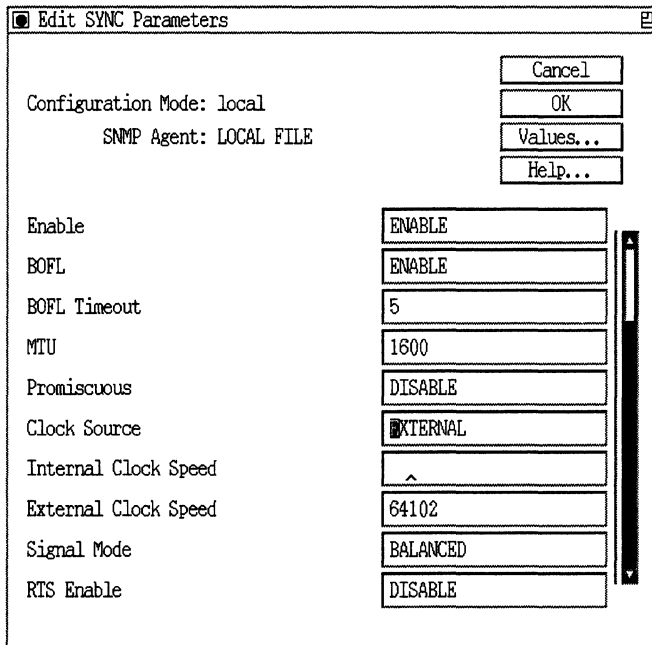 Edit SYNC Parameters
Cancel
Configuration Mode: local
OK
SNMP Agent: LOCAL FILE
Values...
Help...
Enable ENABLE
BOFL ENABLE
BOFL Timeout 5
MTU 1600
Promiscuous DISABLE
Clock Source EXTERNAL
Internal Clock Speed
External Clock Speed 64102
Signal Mode BALANCED
RTS Enable DISABLE